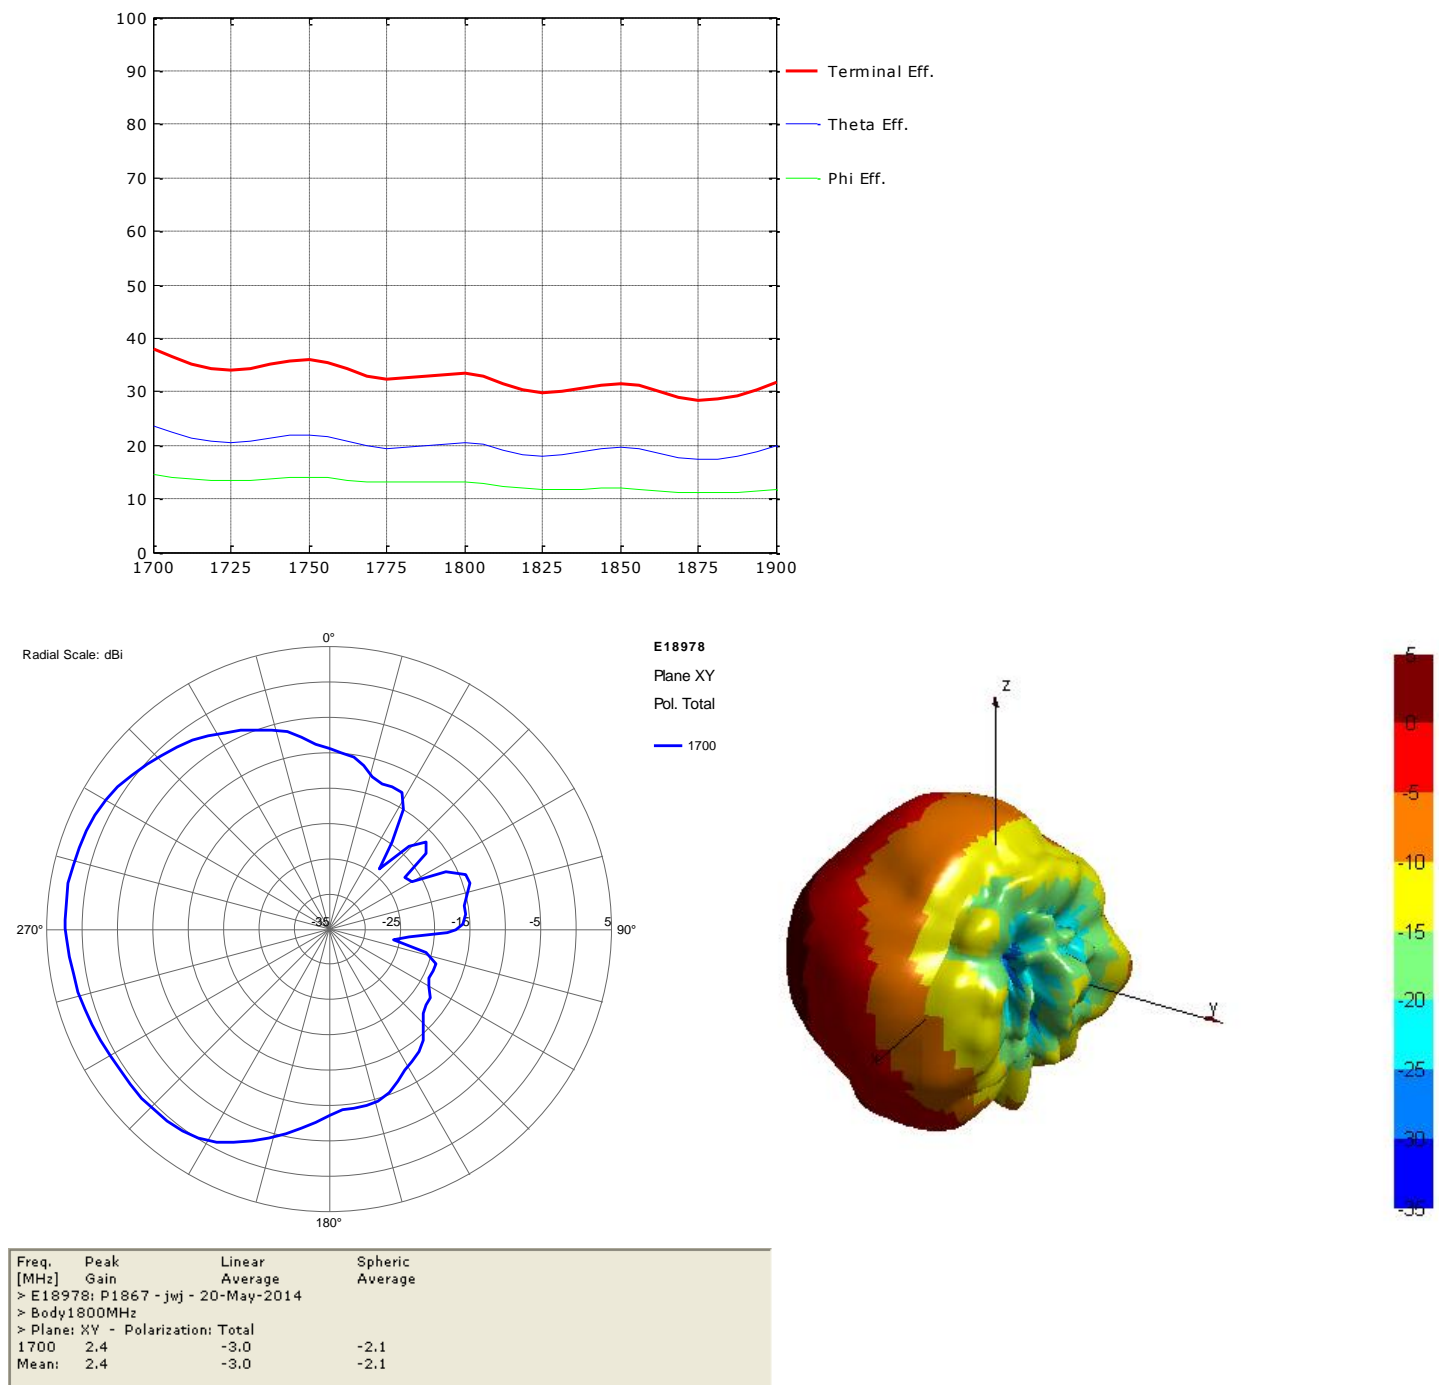 100
90
80
70
60
50
40
30
20
10
0
1700 1725 1750 1775 1800 1825 1850 1875 1900
Terminal Eff.
Theta Eff.
Phi Eff.
Radial Scale: dBi
0°
270°
-35 -25 -15 -5 5
90°
180°
E18978
Plane XY
Pol. Total
1700
Z
Y
X
5
0
-5
-10
-15
-20
-25
-30
-35
Freq. Peak Linear Spheric
[MHz] Gain Average Average
> E18978: P1867 - jwj - 20-May-2014
> Body1800MHz
> Plane: XY - Polarization: Total
1700 2.4 -3.0 -2.1
Mean: 2.4 -3.0 -2.1